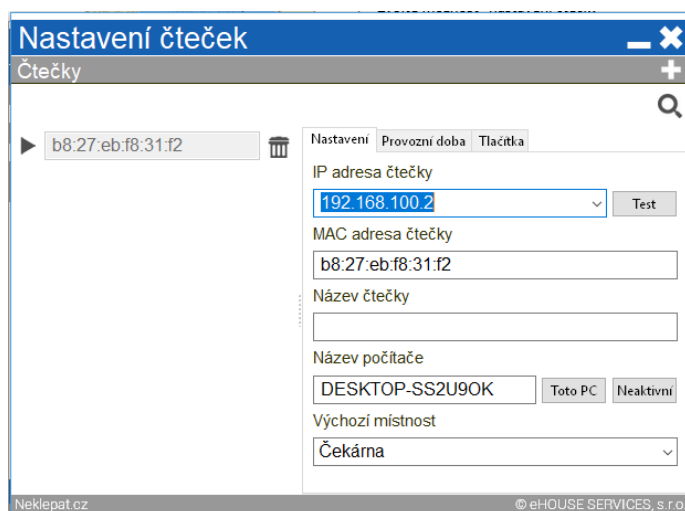 Nastavení čteček
Čtečky
b8:27:eb:f8:31:f2
Nastavení Provozní doba Tlačítka
IP adresa čtečky
192.168.100.2 Test
MAC adresa čtečky
b8:27:eb:f8:31:f2
Název čtečky
Název počítače
DESKTOP-SS2U9OK Toto PC Neaktivní
Výchozí místnost
Čekárna
Neklepat.cz © eHOUSE SERVICES, s.r.o